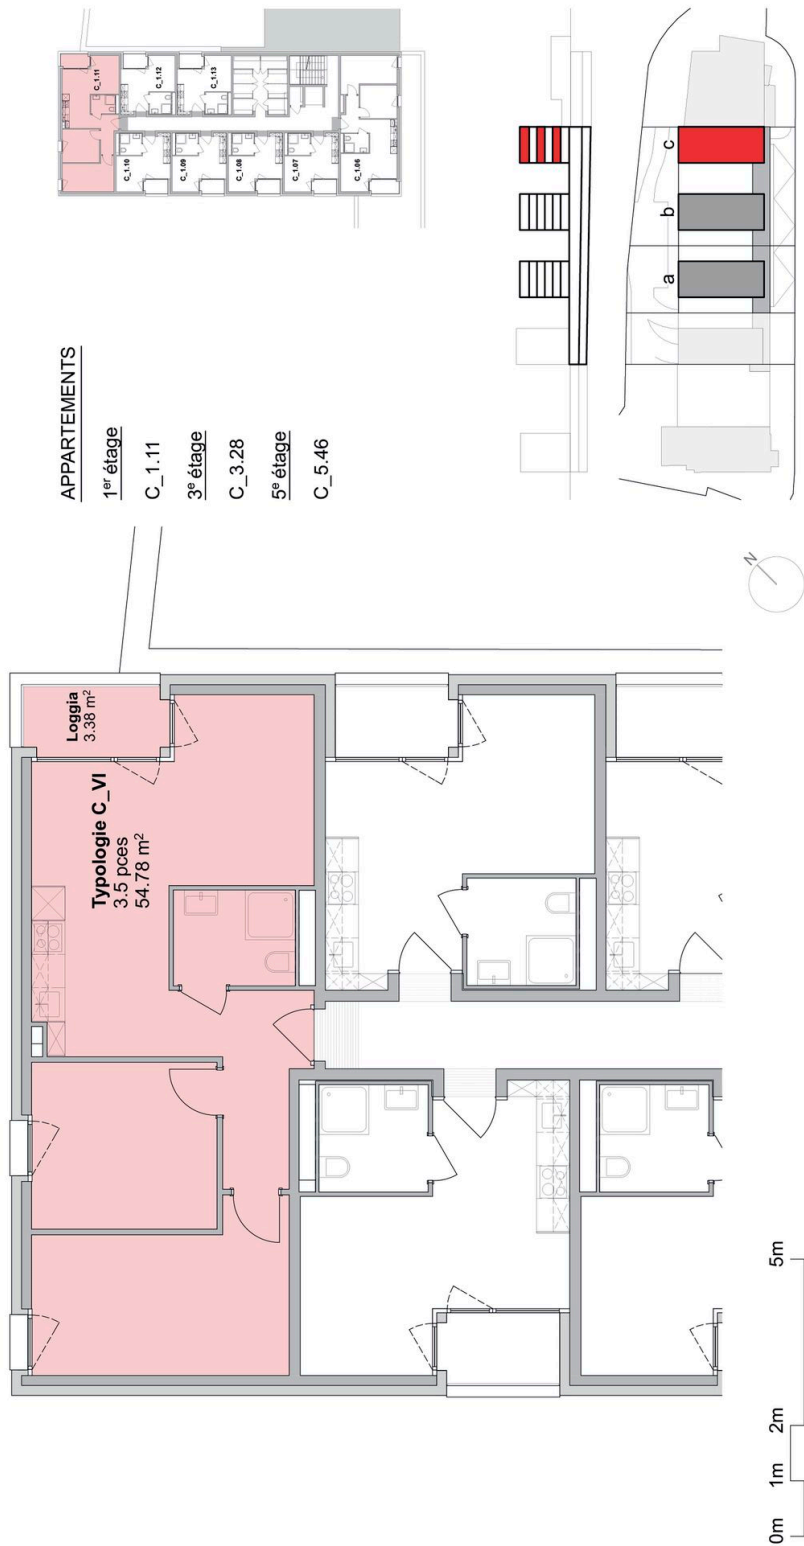 APPARTEMENTS
1er étage
C_1.11
3e étage
C_3.28
5e étage
C_5.46
C_1.11
C_1.12
C_1.13
C_1.10
C_1.09
C_1.08
C_1.07
C_1.06
a
b
c
Typologie C_VI
3.5 pces
54.78 m²
Loggia
3.38 m²
N
0m
1m
2m
5m